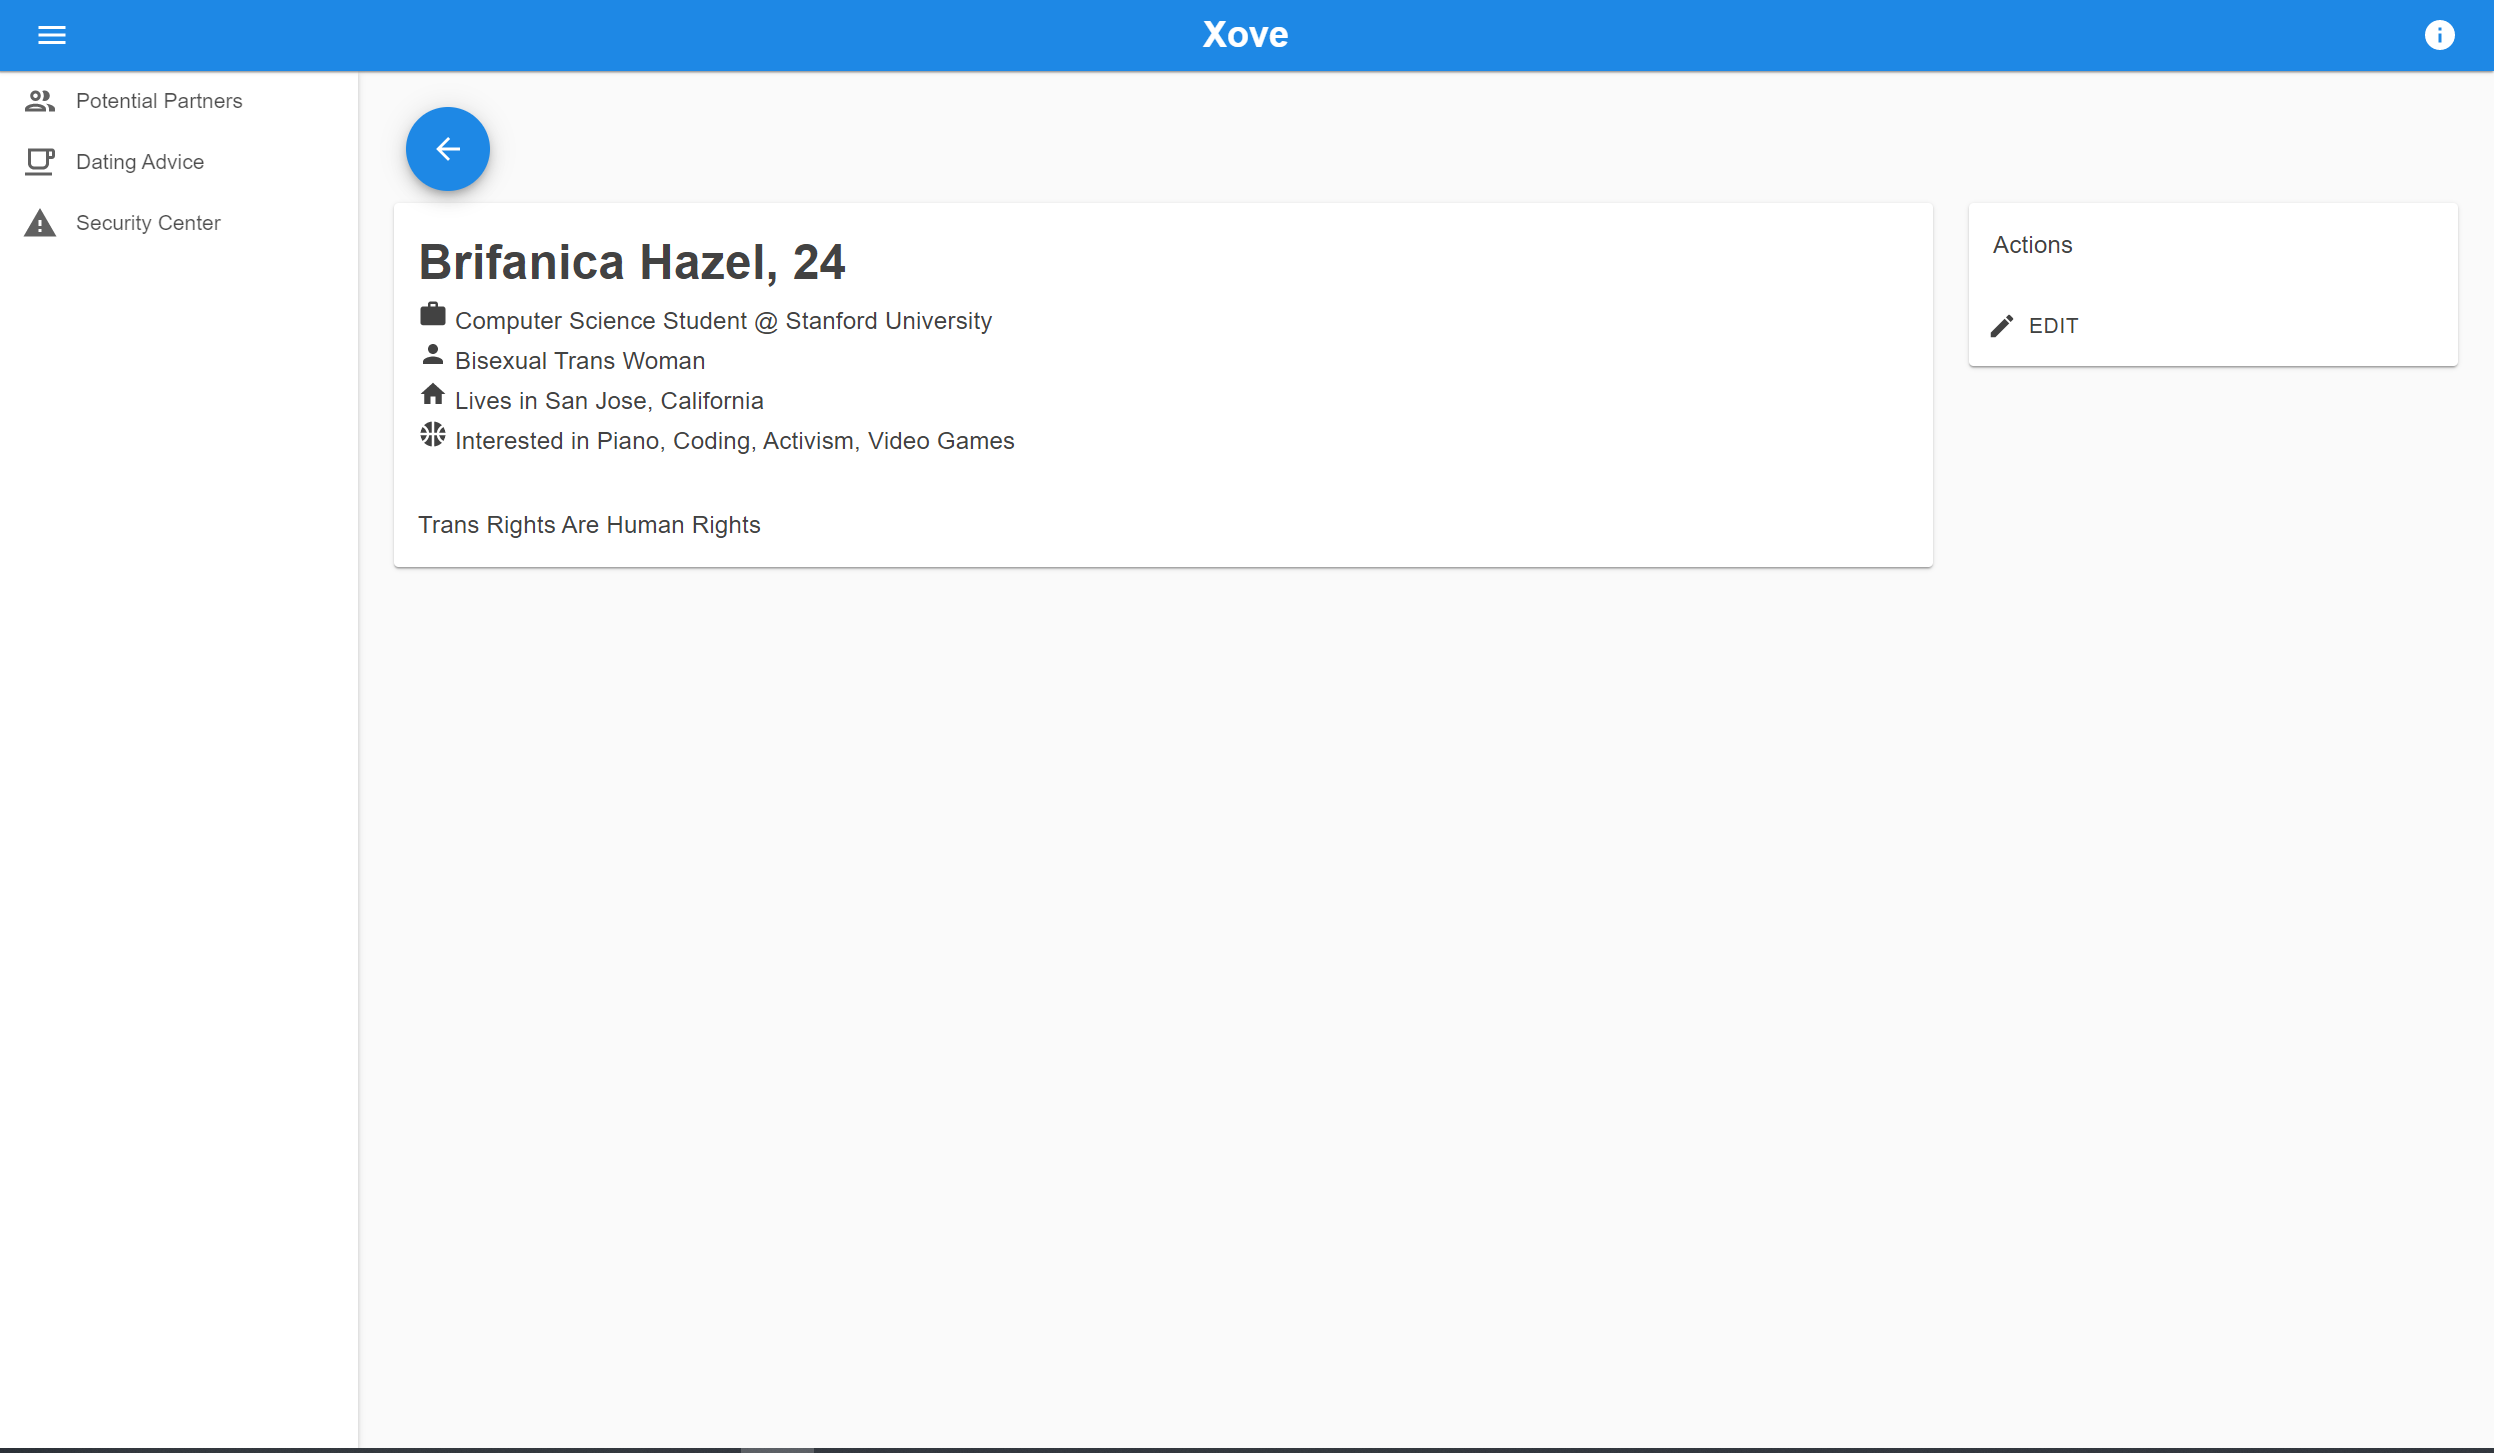 Xove
Potential Partners
Dating Advice
Security Center
Brifanica Hazel, 24
Computer Science Student @ Stanford University
Bisexual Trans Woman
Lives in San Jose, California
Interested in Piano, Coding, Activism, Video Games
Trans Rights Are Human Rights
Actions
EDIT